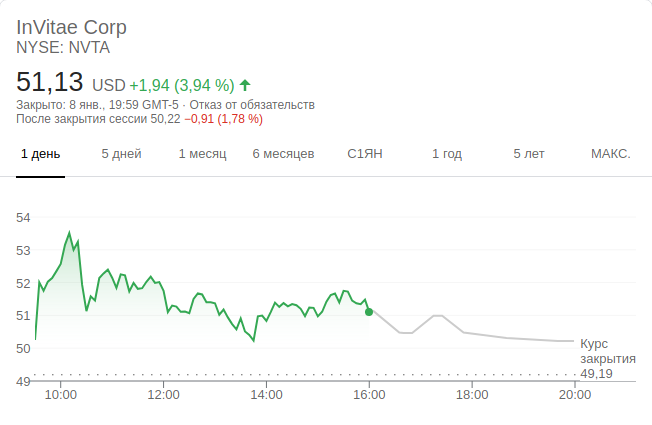 InVitae Corp
NYSE: NVTA
51,13 USD +1,94 (3,94 %)
Закрыто: 8 янв., 19:59 GMT-5 · Отказ от обязательств
После закрытия сессии 50,22 −0,91 (1,78 %)
1 день 5 дней 1 месяц 6 месяцев С1ЯН 1 год 5 лет МАКС.
54
53
52
51
50
49
Курс
закрытия
49,19
10:00 12:00 14:00 16:00 18:00 20:00